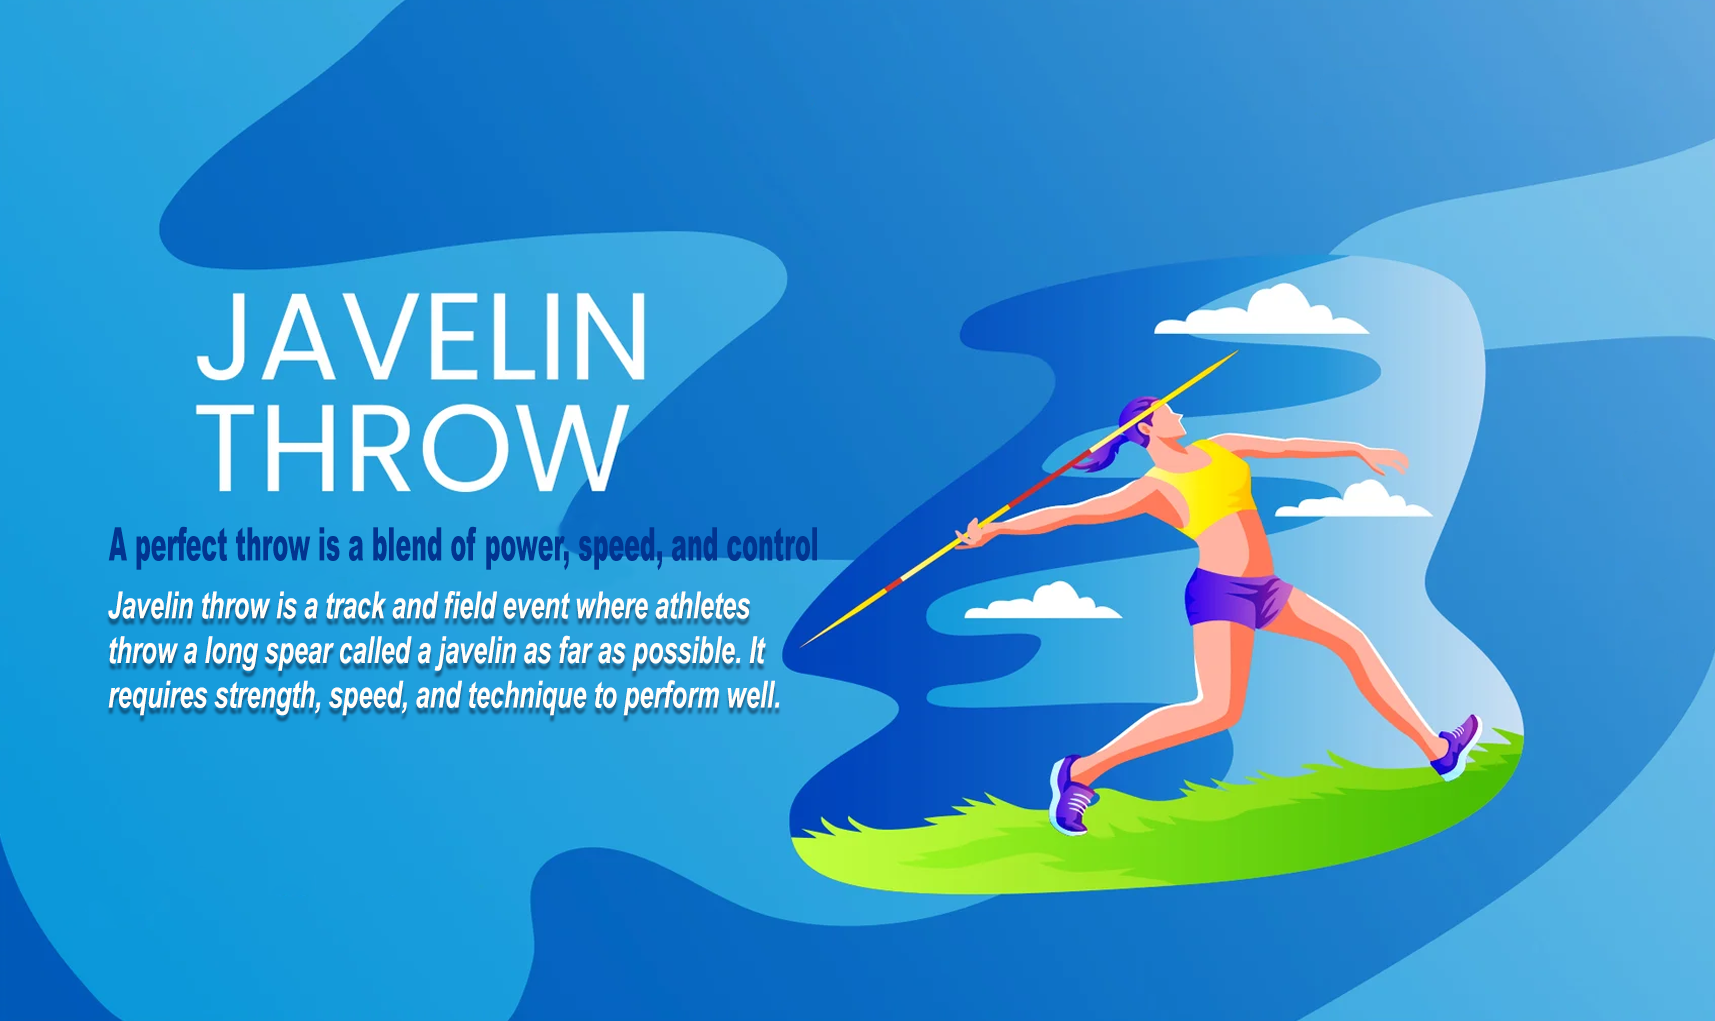 JAVELIN
THROW
A perfect throw is a blend of power, speed, and control
Javelin throw is a track and field event where athletes
throw a long spear called a javelin as far as possible. It
requires strength, speed, and technique to perform well.